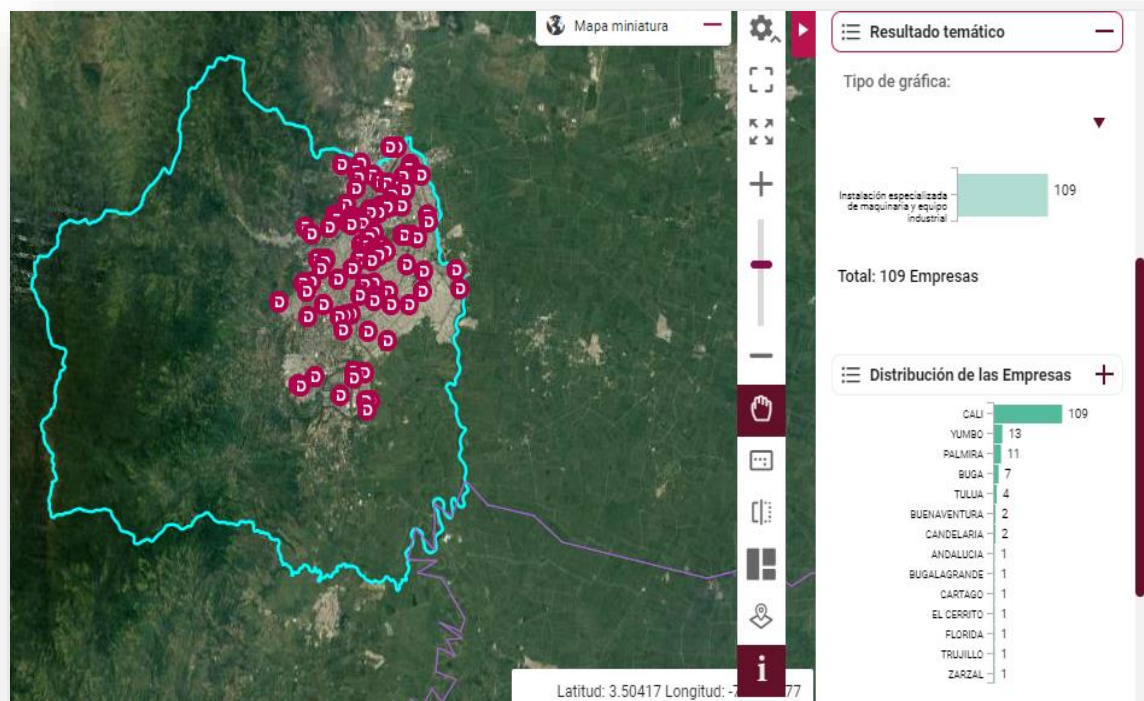 Mapa miniatura
Resultado temático
Tipo de gráfica:
Instalación especializada
de maquinaria y equipo
industrial
109
Total: 109 Empresas
Distribución de las Empresas
CALI 109
YUMBO 13
PALMIRA 11
BUGA 7
TULUA 4
BUENAVENTURA 2
CANDELARIA 2
ANDALUCIA 1
BUGALAGRANDE 1
CARTAGO 1
EL CERRITO 1
FLORIDA 1
TRUJILLO 1
ZARZAL 1
Latitud: 3.50417 Longitud: -7 77